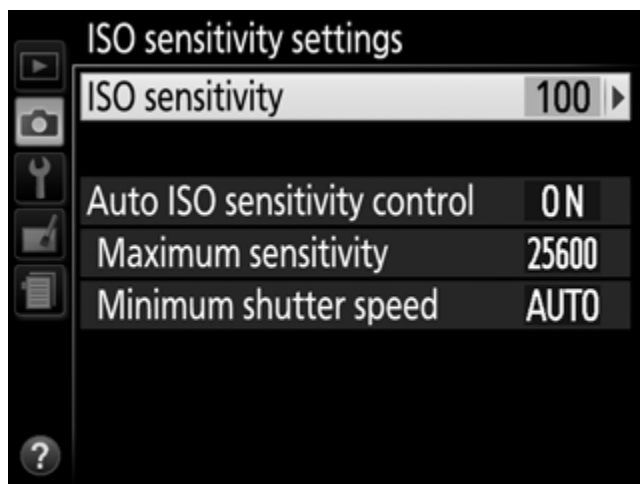 ISO sensitivity settings
ISO sensitivity 100
Auto ISO sensitivity control ON
Maximum sensitivity 25600
Minimum shutter speed AUTO
?